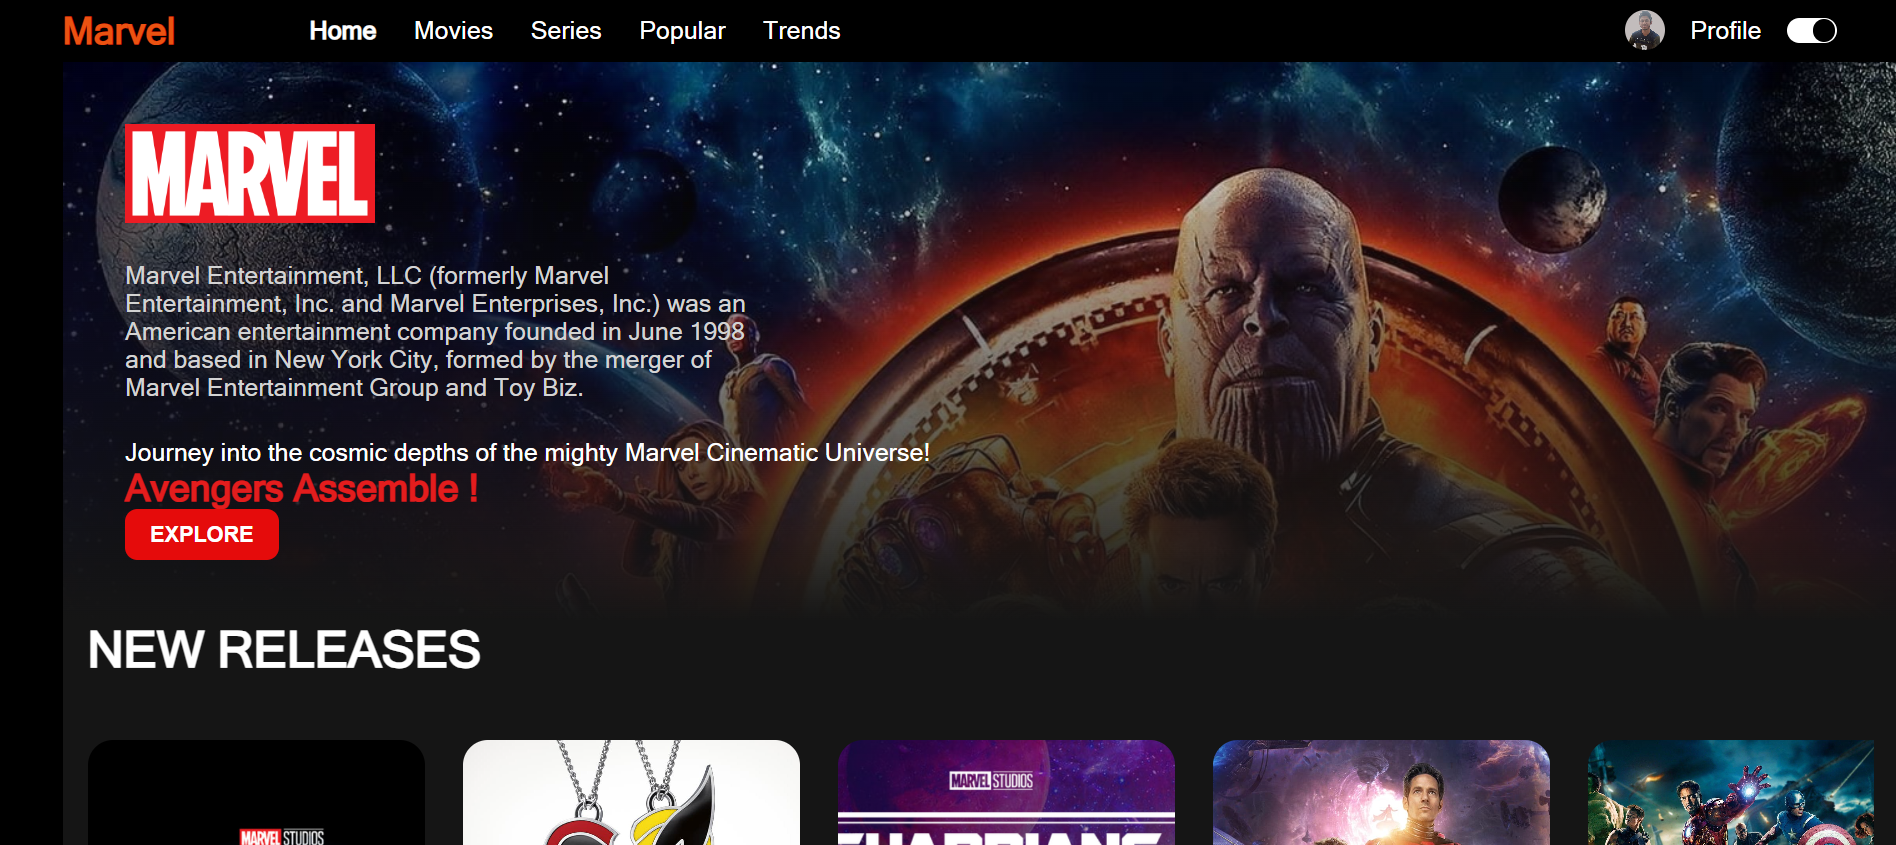 Marvel
Home
Movies
Series
Popular
Trends
Profile
MARVEL
Marvel Entertainment, LLC (formerly Marvel
Entertainment, Inc. and Marvel Enterprises, Inc.) was an
American entertainment company founded in June 1998
and based in New York City, formed by the merger of
Marvel Entertainment Group and Toy Biz.
Journey into the cosmic depths of the mighty Marvel Cinematic Universe!
Avengers Assemble !
EXPLORE
NEW RELEASES
MARVEL STUDIOS
MARVEL STUDIOS